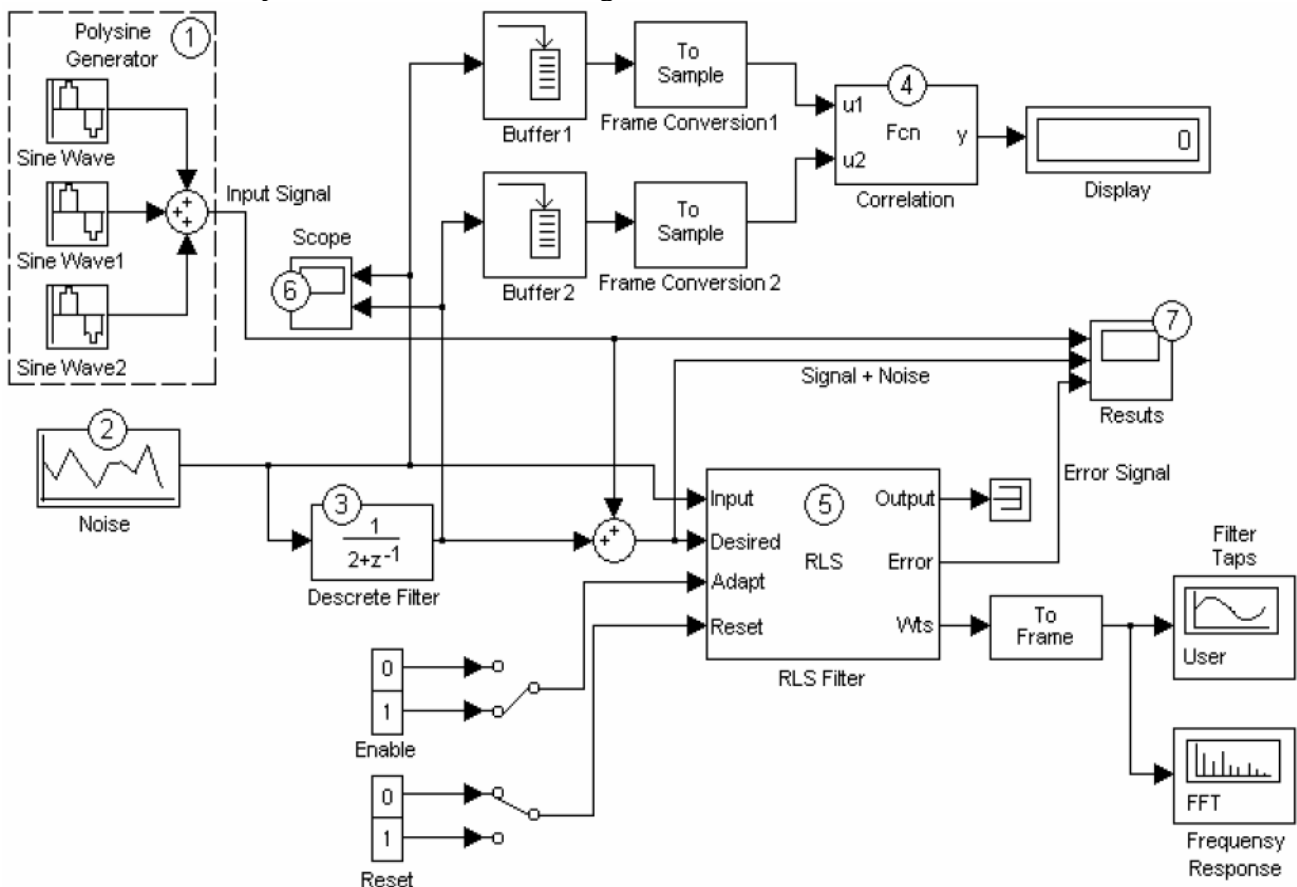 Polysine
Generator
1
Sine Wave
Sine Wave1
Sine Wave2
+
+
+
Input Signal
Scope
6
Buffer1
To
Sample
Frame Conversion1
Buffer2
To
Sample
Frame Conversion 2
u1
u2
4
Fcn
y
Correlation
0
Display
7
Resuts
Signal + Noise
Error Signal
2
Noise
3
1
2+z-1
Descrete Filter
+
+
Input
Desired
Adapt
Reset
5
RLS
Output
Error
Wts
RLS Filter
To
Frame
Filter
Taps
User
FFT
Frequensy
Response
0
1
Enable
0
1
Reset